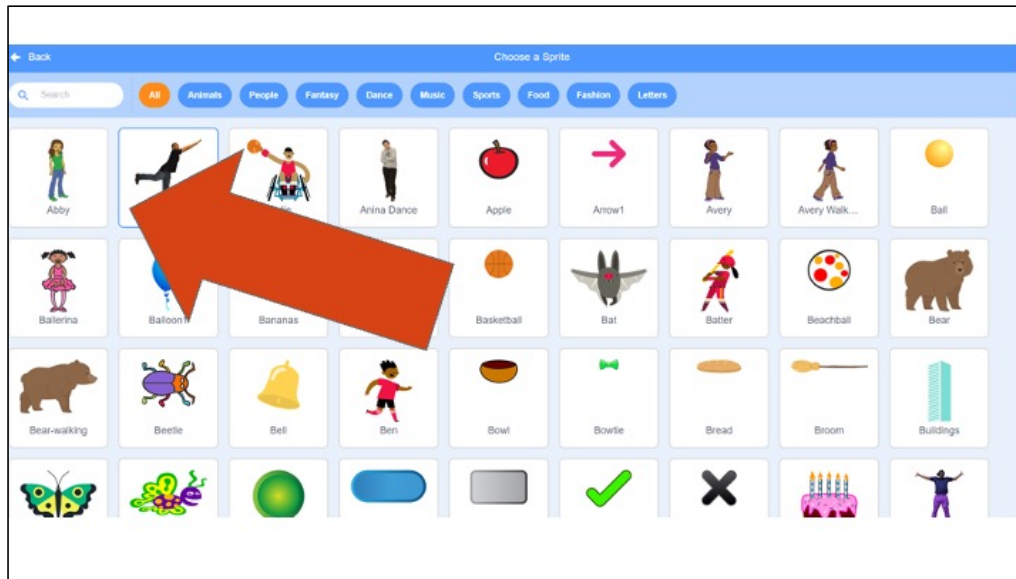 Back
Choose a Sprite
Search
All Animals People Fantasy Dance Music Sports Food Fashion Letters
Abby Anina Dance Apple Arrow1 Avery Avery Walk... Ball
Ballerina Balloon1 Bananas Basketball Bat Batter Beachball Bear
Bear-walking Beetle Bell Ben Bowl Bowtie Bread Broom Buildings